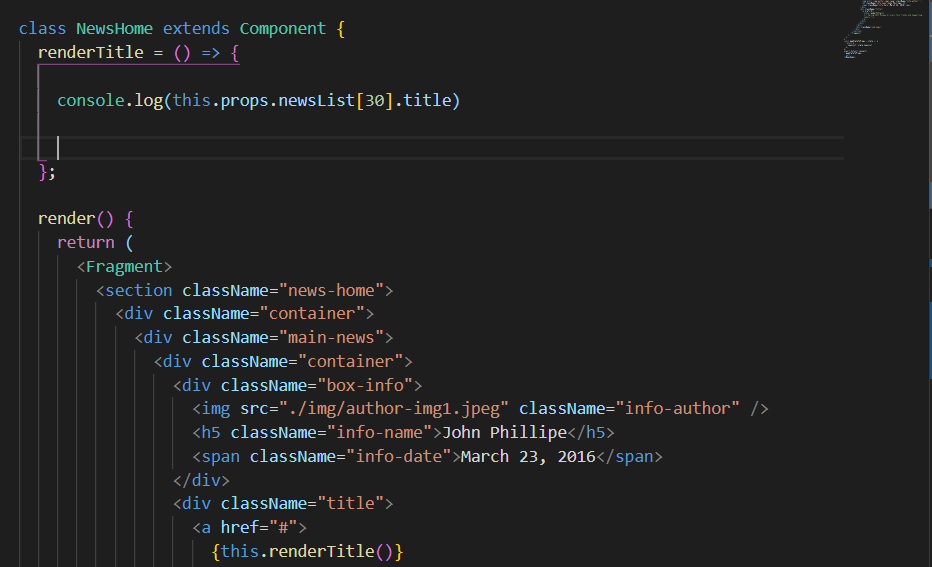 class NewsHome extends Component {
renderTitle = () => {
console.log(this.props.newsList[30].title)
};
render() {
return (
<Fragment>
<section className="news-home">
<div className="container">
<div className="main-news">
<div className="container">
<div className="box-info">
<img src="./img/author-img1.jpeg" className="info-author" />
<h5 className="info-name">John Phillipe</h5>
<span className="info-date">March 23, 2016</span>
</div>
<div className="title">
<a href="#">
{this.renderTitle()}